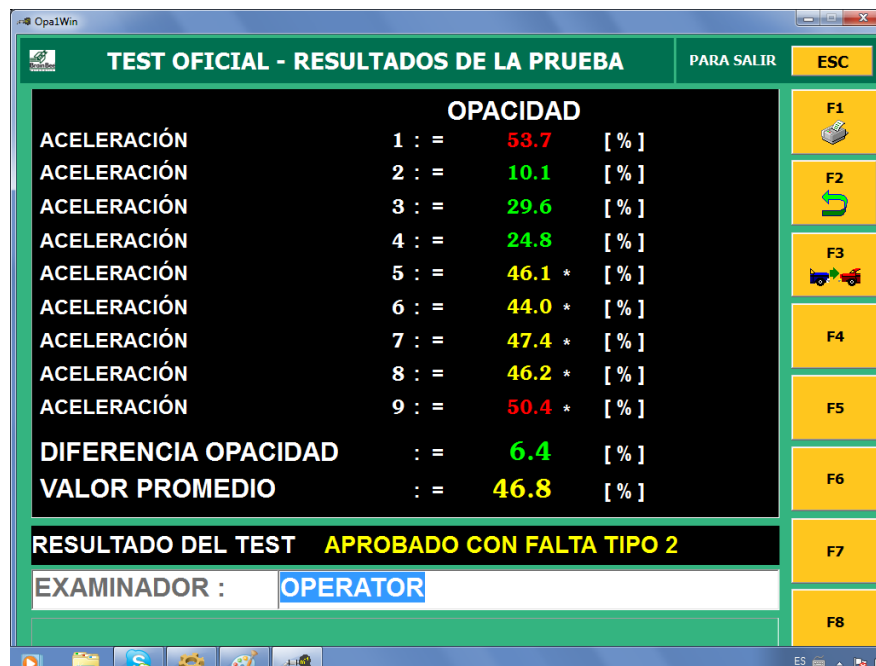 Opa1Win
BrainBee
TEST OFICIAL - RESULTADOS DE LA PRUEBA
PARA SALIR
ESC
OPACIDAD
ACELERACIÓN 1 : = 53.7 [ % ]
ACELERACIÓN 2 : = 10.1 [ % ]
ACELERACIÓN 3 : = 29.6 [ % ]
ACELERACIÓN 4 : = 24.8 [ % ]
ACELERACIÓN 5 : = 46.1 * [ % ]
ACELERACIÓN 6 : = 44.0 * [ % ]
ACELERACIÓN 7 : = 47.4 * [ % ]
ACELERACIÓN 8 : = 46.2 * [ % ]
ACELERACIÓN 9 : = 50.4 * [ % ]
DIFERENCIA OPACIDAD : = 6.4 [ % ]
VALOR PROMEDIO : = 46.8 [ % ]
RESULTADO DEL TEST APROBADO CON FALTA TIPO 2
EXAMINADOR : OPERATOR
F1
F2
F3
F4
F5
F6
F7
F8
ES